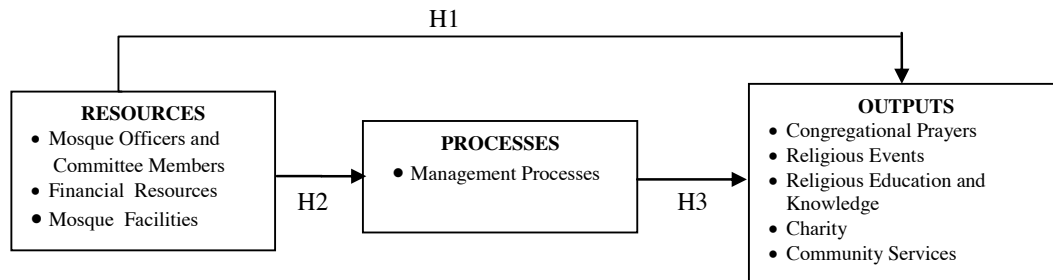 H1
RESOURCES
• Mosque Officers and
Committee Members
• Financial Resources
• Mosque Facilities
H2
PROCESSES
• Management Processes
H3
OUTPUTS
• Congregational Prayers
• Religious Events
• Religious Education and
Knowledge
• Charity
• Community Services